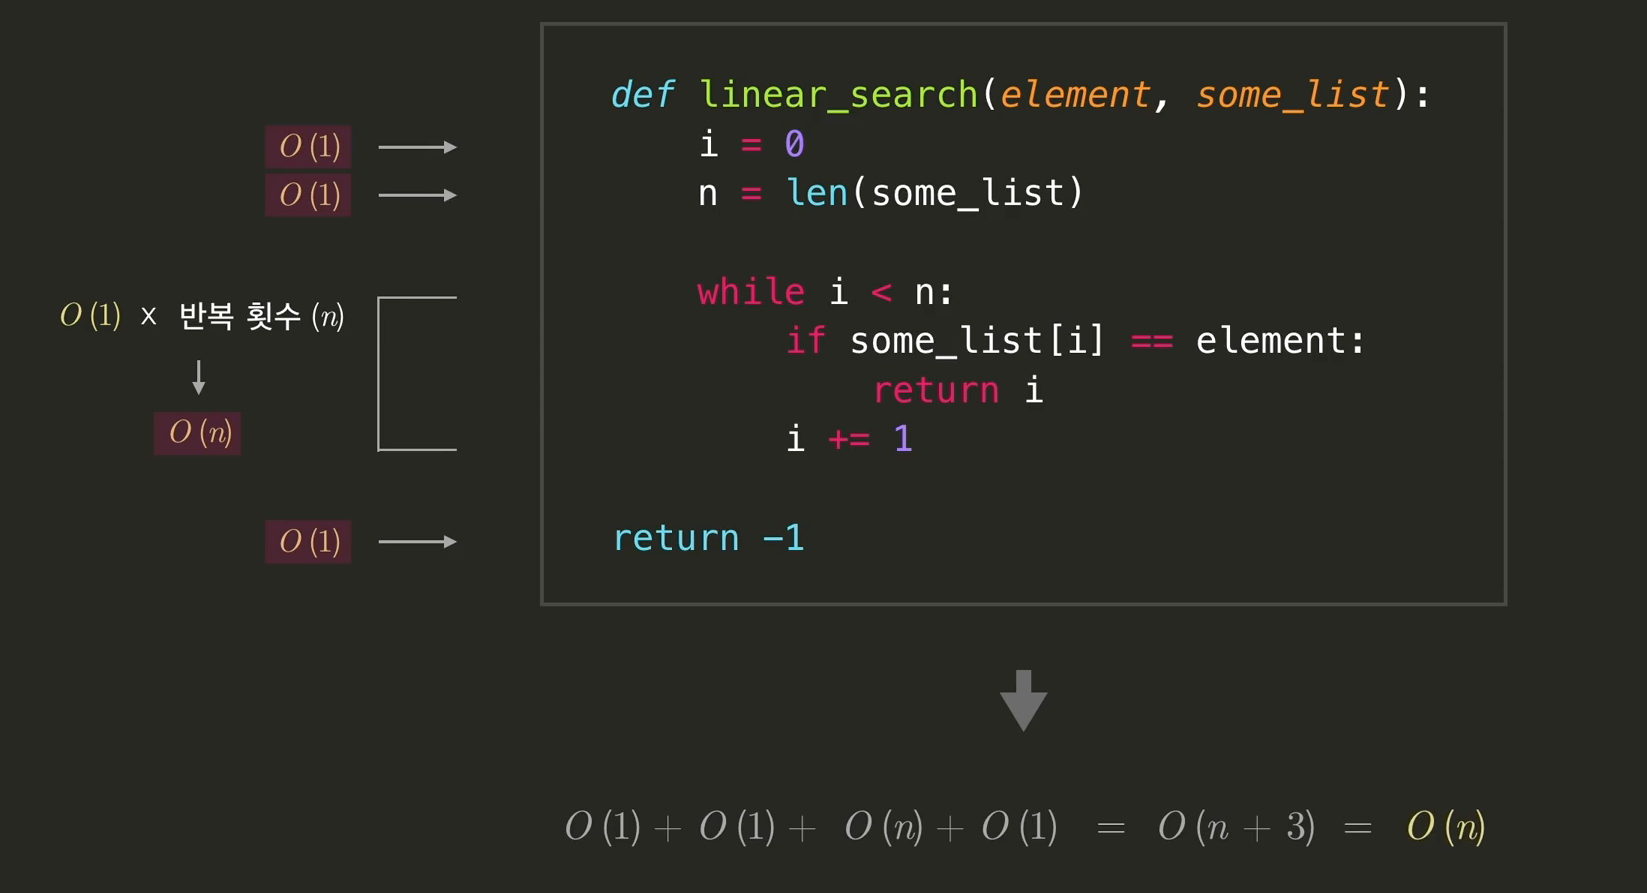 def linear_search(element, some_list):
O (1) i = 0
O (1) n = len(some_list)
while i < n:
O (1) x 반복 횟수 (n)
if some_list[i] == element:
return i
O (n)
i += 1
O (1) return −1
O (1) + O (1) + O (n) + O (1) = O (n + 3) = O (n)